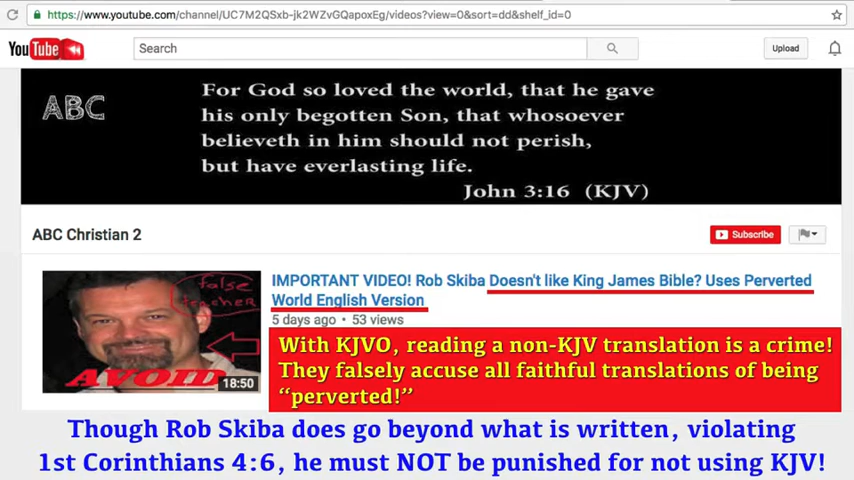 https://www.youtube.com/channel/UC7M2QSxb-jk2WZvGQapoxEg/videos?view=0&sort=dd&shelf_id=0
YouTube
Search
Upload
ABC
For God so loved the world, that he gave
his only begotten Son, that whosoever
believeth in him should not perish,
but have everlasting life.
John 3:16 (KJV)
ABC Christian 2
Subscribe
false
teacher
AVOID
18:50
IMPORTANT VIDEO! Rob Skiba Doesn't like King James Bible? Uses Perverted
World English Version
5 days ago • 53 views
With KJVO, reading a non-KJV translation is a crime!
They falsely accuse all faithful translations of being
“perverted!”
Though Rob Skiba does go beyond what is written, violating
1st Corinthians 4:6, he must NOT be punished for not using KJV!